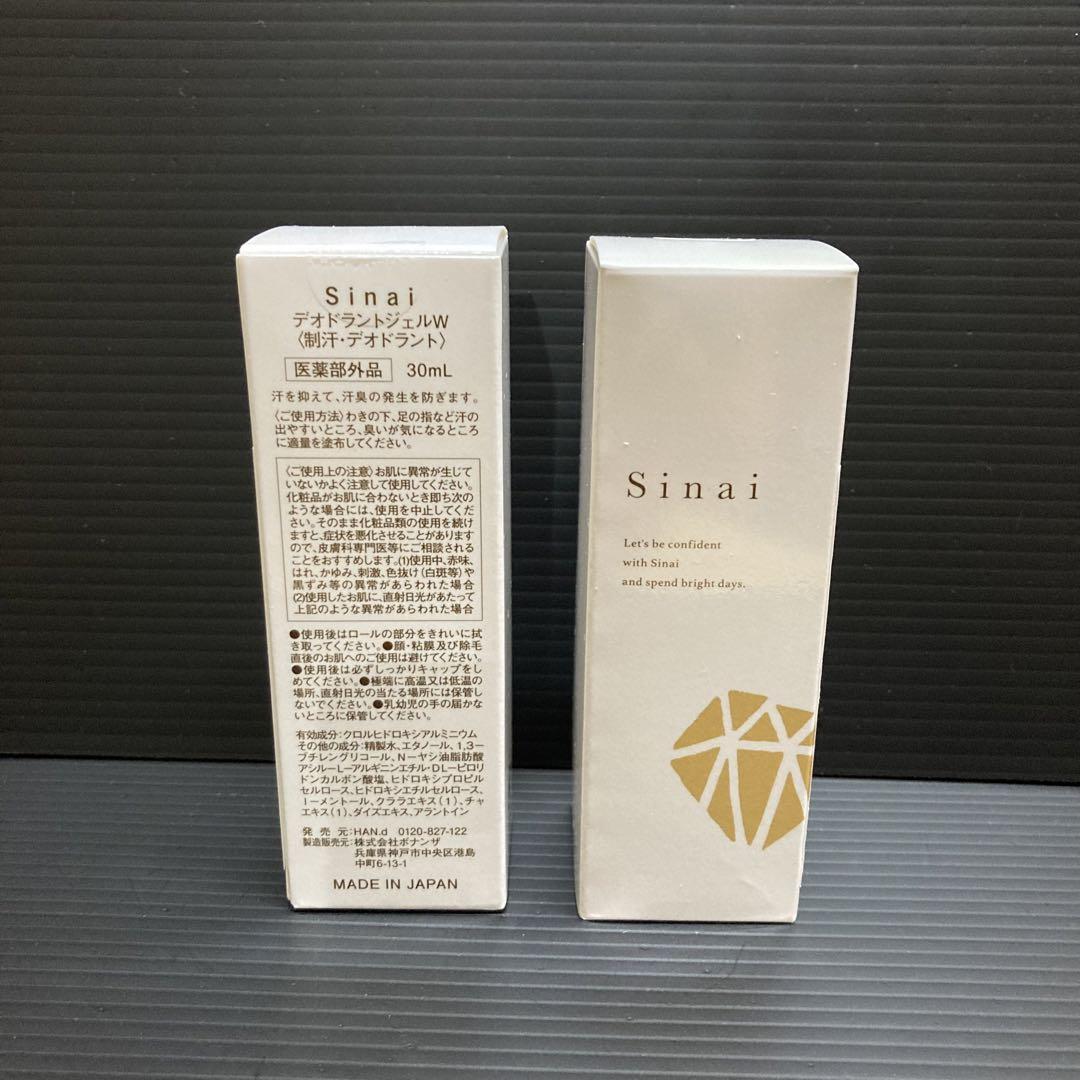 Sinai
デオドラントジェルW
〈制汗・デオドラント〉
医薬部外品 30mL
汗を抑えて、汗臭の発生を防ぎます。
〈ご使用方法〉わきの下、足の指など汗の
出やすいところ、臭いが気になるところ
に適量を塗布してください。
〈ご使用上の注意〉お肌に異常が生じて
いないかよく注意して使用してください。
化粧品がお肌に合わないとき即ち次の
ような場合には、使用を中止してくだ
さい。そのまま化粧品類の使用を続け
ますと、症状を悪化させることがあります
ので、皮膚科専門医等にご相談される
ことをおすすめします。(1)使用中、赤味、
はれ、かゆみ、刺激、色抜け(白斑等)や
黒ずみ等の異常があらわれた場合
(2)使用したお肌に、直射日光があたって
上記のような異常があらわれた場合
●使用後はロールの部分をきれいに拭
き取ってください。●顔・粘膜及び除毛
直後のお肌へのご使用は避けてください。
●使用後は必ずしっかりキャップをし
めてください。●極端に高温又は低温の
場所、直射日光の当たる場所には保管し
ないでください。●乳幼児の手の届かな
いところに保管してください。
有効成分:クロルヒドロキシアルミニウム
その他の成分:精製水、エタノール、1,3-
ブチレングリコール、N-ヤシ油脂肪酸
アシル-L-アルギニンエチル・DL-ピロリ
ドンカルボン酸塩、ヒドロキシプロピル
セルロース、ヒドロキシエチルセルロース、
l-メントール、クララエキス(1)、チャ
エキス(1)、ダイズエキス、アラントイン
発売元:HAN.d 0120-827-122
製造販売元:株式会社ボナンザ
兵庫県神戸市中央区港島
中町6-13-1
MADE IN JAPAN
Sinai
Let's be confident
with Sinai
and spend bright days.